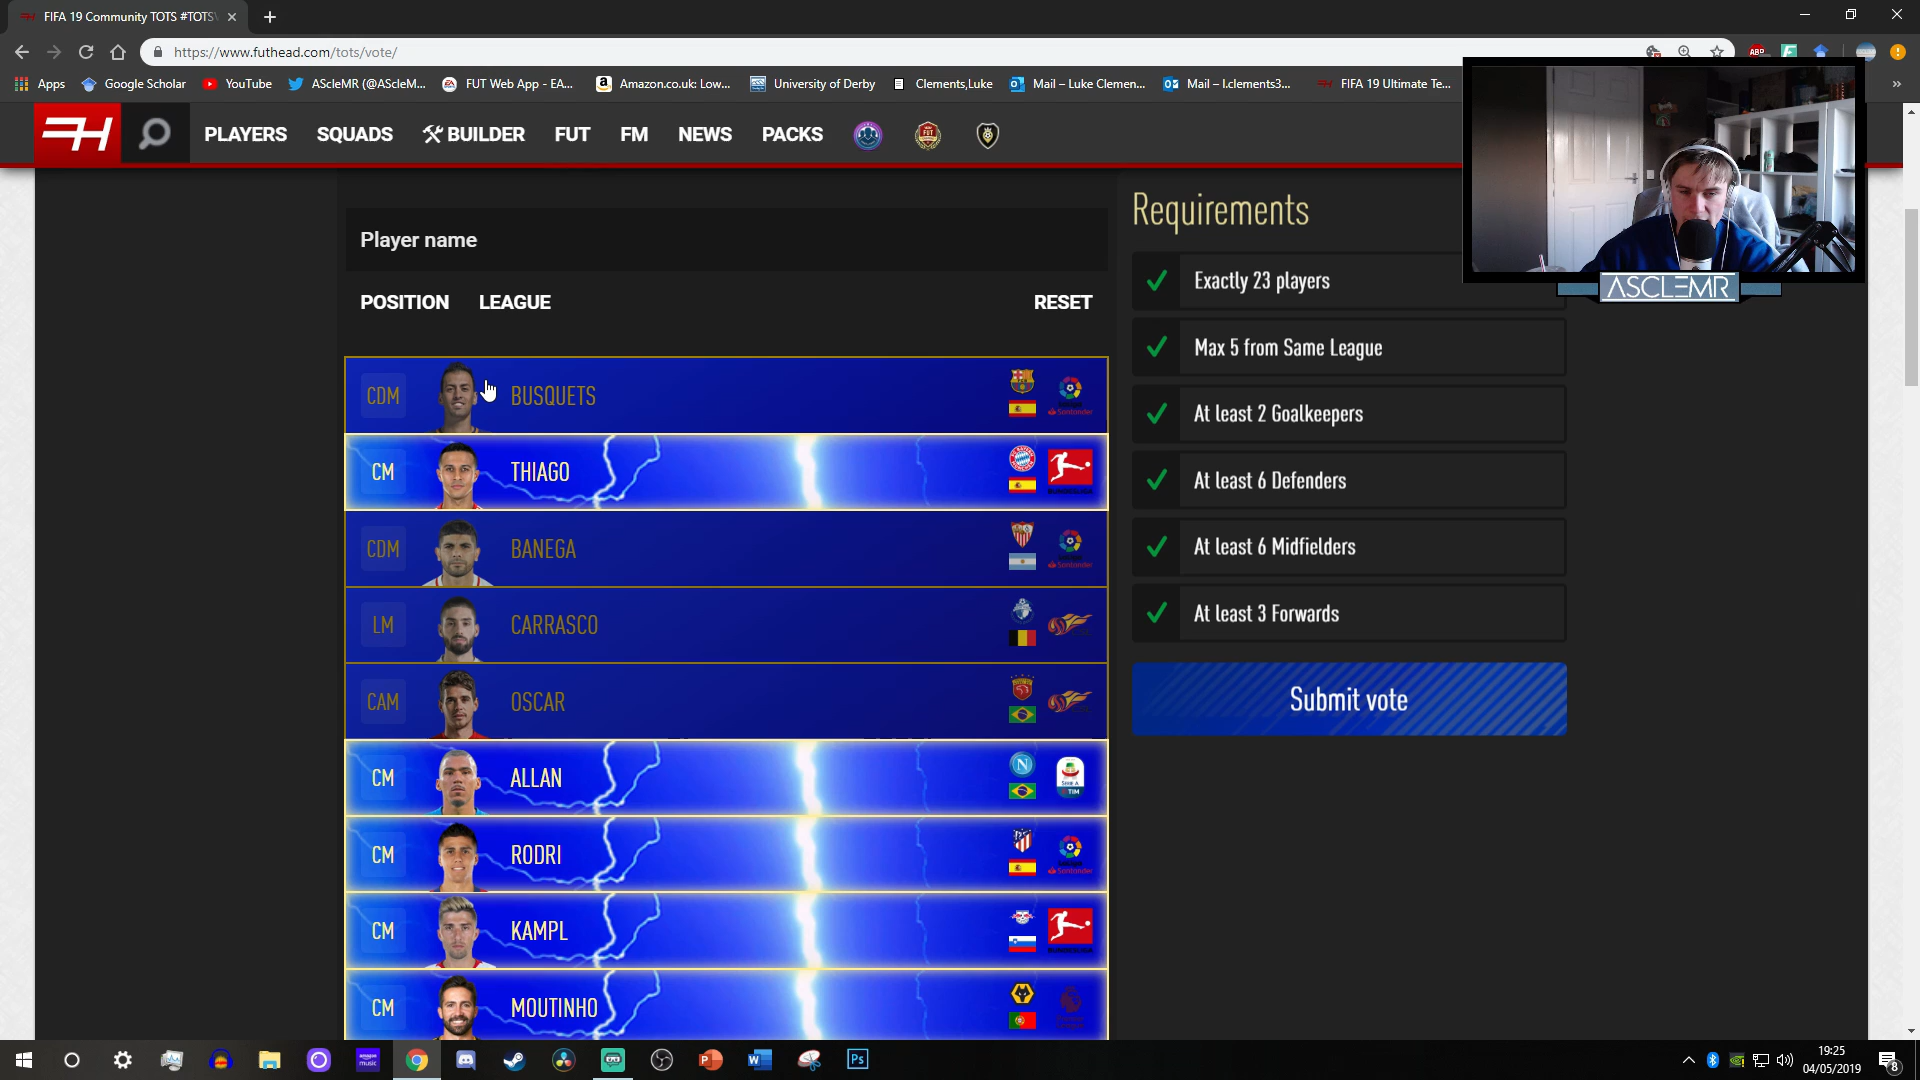 FIFA 19 Community TOTS #TOTS
https://www.futhead.com/tots/vote/
ABP
Apps
Google Scholar
YouTube
AScleMR (@AScleM...
FUT Web App - EA...
Amazon.co.uk: Low...
University of Derby
Clements,Luke
Mail – Luke Clemen...
Mail – l.clements3...
FIFA 19 Ultimate Te...
PLAYERS
SQUADS
BUILDER
FUT
FM
NEWS
PACKS
Player name
POSITION
LEAGUE
RESET
CDM
BUSQUETS
CM
THIAGO
CDM
BANEGA
LM
CARRASCO
CAM
OSCAR
CM
ALLAN
CM
RODRI
CM
KAMPL
CM
MOUTINHO
Requirements
Exactly 23 players
Max 5 from Same League
At least 2 Goalkeepers
At least 6 Defenders
At least 6 Midfielders
At least 3 Forwards
Submit vote
ASCLEMR
19:25
04/05/2019
8